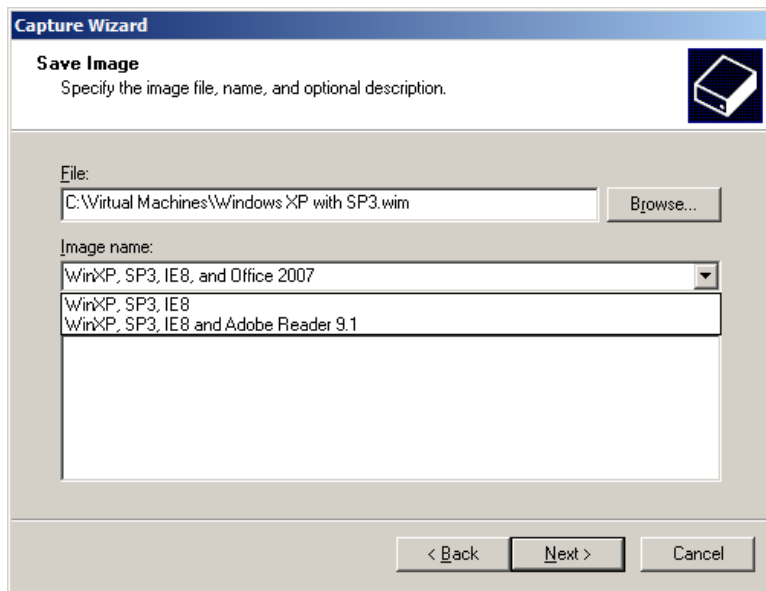 Capture Wizard
Save Image
Specify the image file, name, and optional description.
File:
C:\Virtual Machines\Windows XP with SP3.wim
Browse...
Image name:
WinXP, SP3, IE8, and Office 2007
WinXP, SP3, IE8
WinXP, SP3, IE8 and Adobe Reader 9.1
< Back
Next >
Cancel